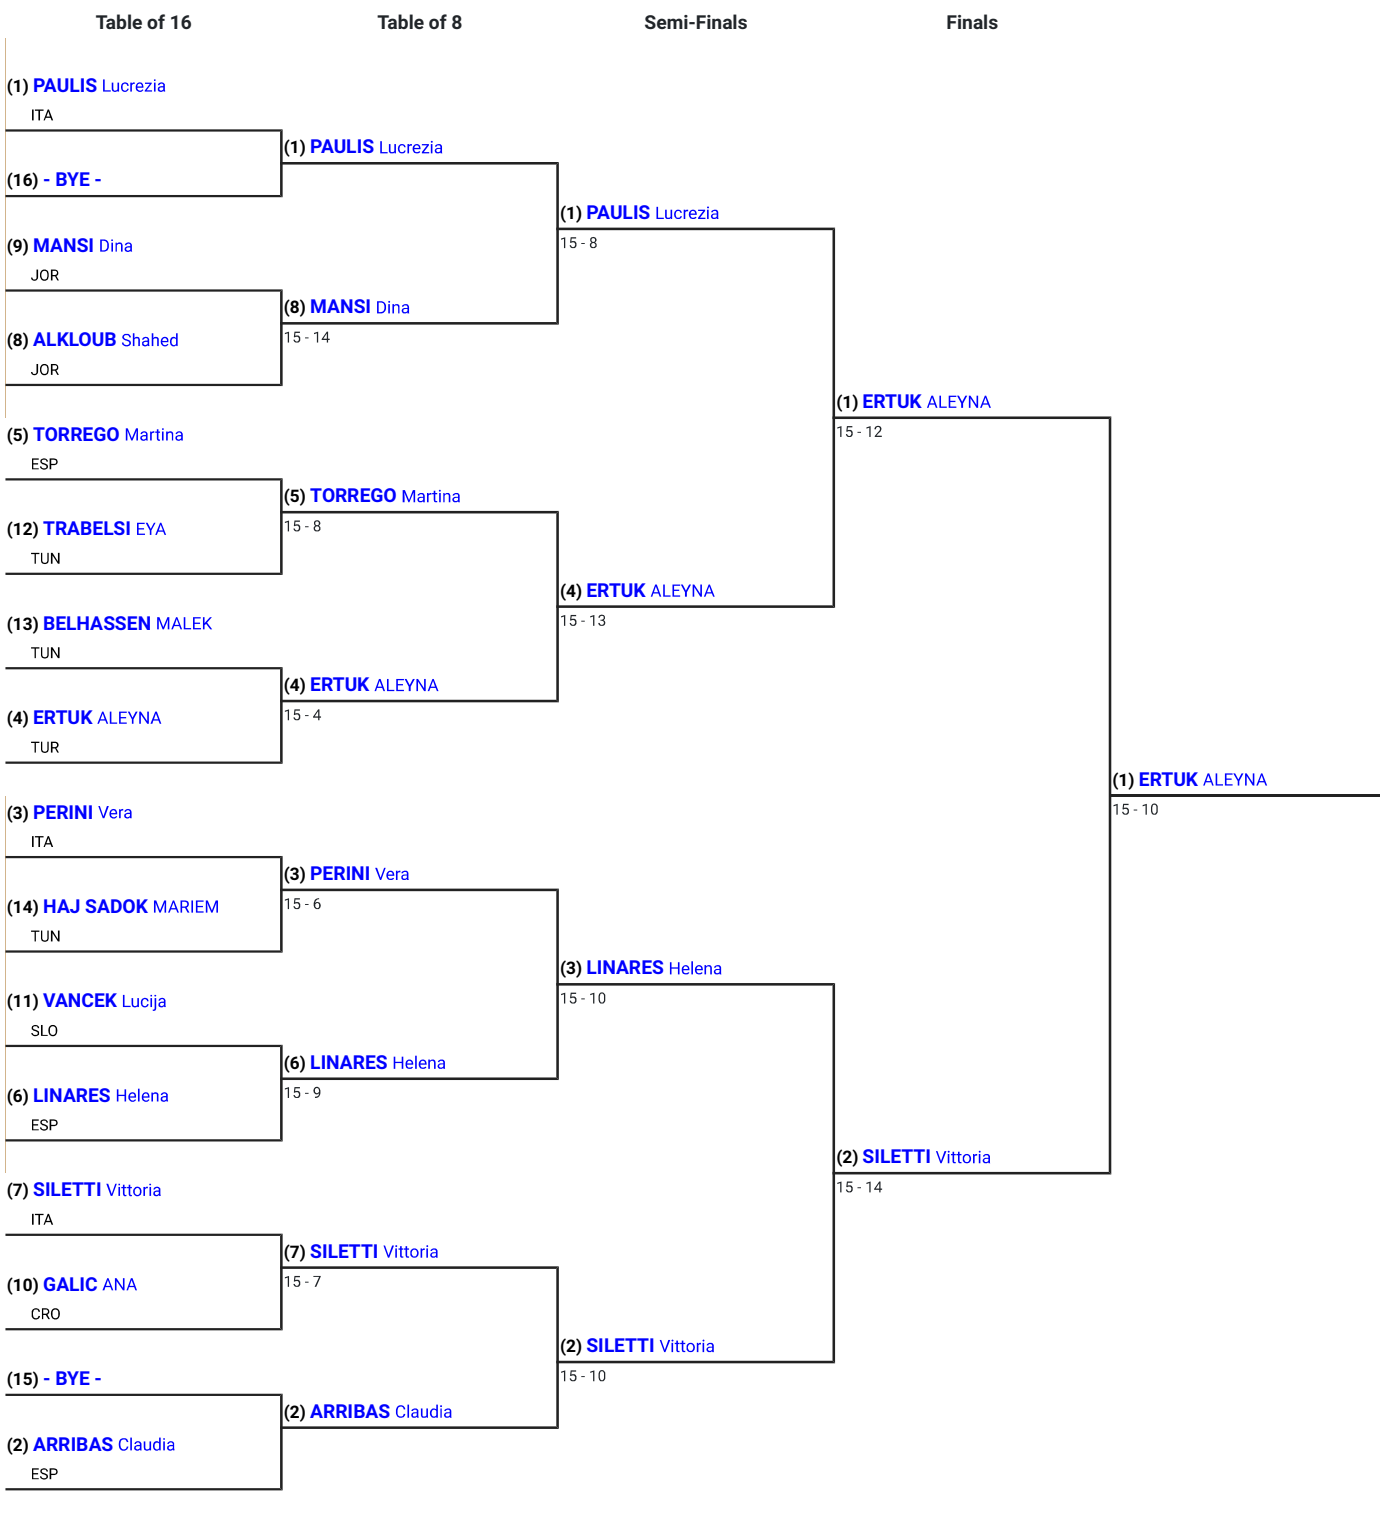 Table of 16
Table of 8
Semi-Finals
Finals
(1) PAULIS Lucrezia
ITA
(16) - BYE -
(9) MANSI Dina
JOR
(8) ALKLOUB Shahed
JOR
(5) TORREGO Martina
ESP
(12) TRABELSI EYA
TUN
(13) BELHASSEN MALEK
TUN
(4) ERTUK ALEYNA
TUR
(3) PERINI Vera
ITA
(14) HAJ SADOK MARIEM
TUN
(11) VANCEK Lucija
SLO
(6) LINARES Helena
ESP
(7) SILETTI Vittoria
ITA
(10) GALIC ANA
CRO
(15) - BYE -
(2) ARRIBAS Claudia
ESP
(1) PAULIS Lucrezia
(8) MANSI Dina
15 - 14
(5) TORREGO Martina
15 - 8
(4) ERTUK ALEYNA
15 - 4
(3) PERINI Vera
15 - 6
(6) LINARES Helena
15 - 9
(7) SILETTI Vittoria
15 - 7
(2) ARRIBAS Claudia
(1) PAULIS Lucrezia
15 - 8
(4) ERTUK ALEYNA
15 - 13
(3) LINARES Helena
15 - 10
(2) SILETTI Vittoria
15 - 10
(1) ERTUK ALEYNA
15 - 12
(2) SILETTI Vittoria
15 - 14
(1) ERTUK ALEYNA
15 - 10